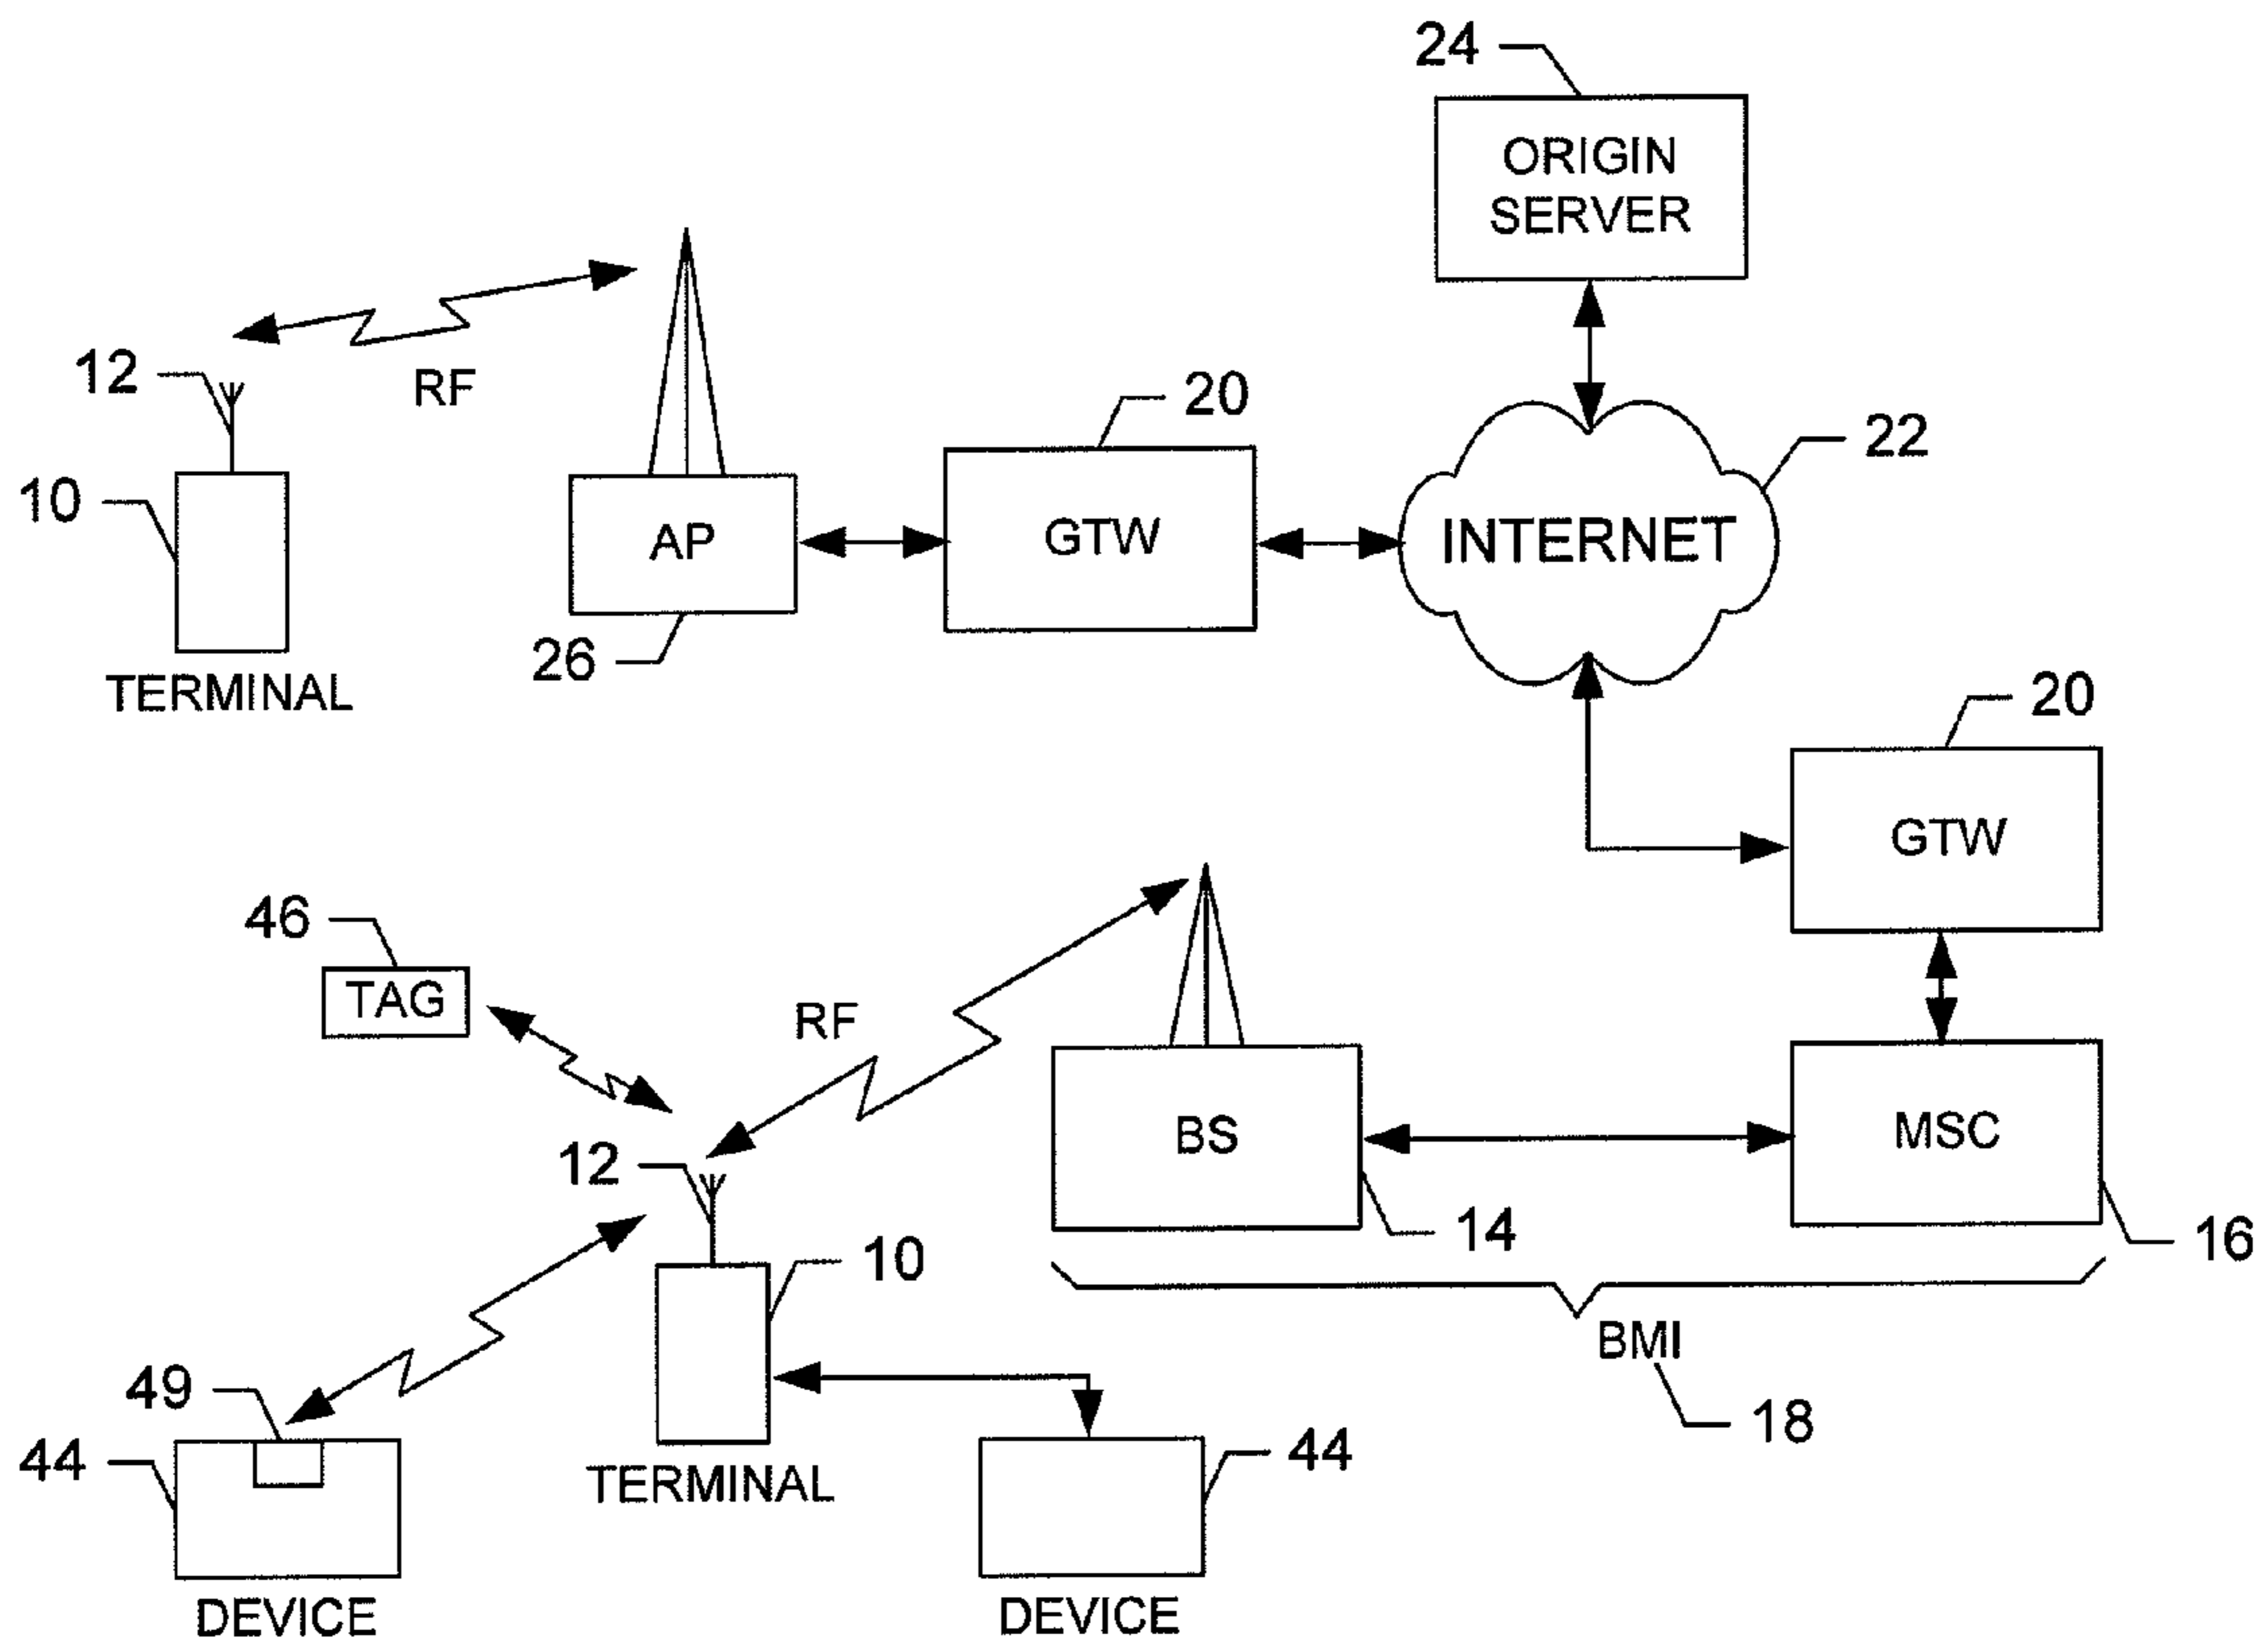 24
ORIGIN
SERVER
12
RF
20
22
10
AP
GTW
INTERNET
26
TERMINAL
20
GTW
46
TAG
RF
12
BS
MSC
14
16
10
BMI
18
49
44
TERMINAL
44
DEVICE
DEVICE